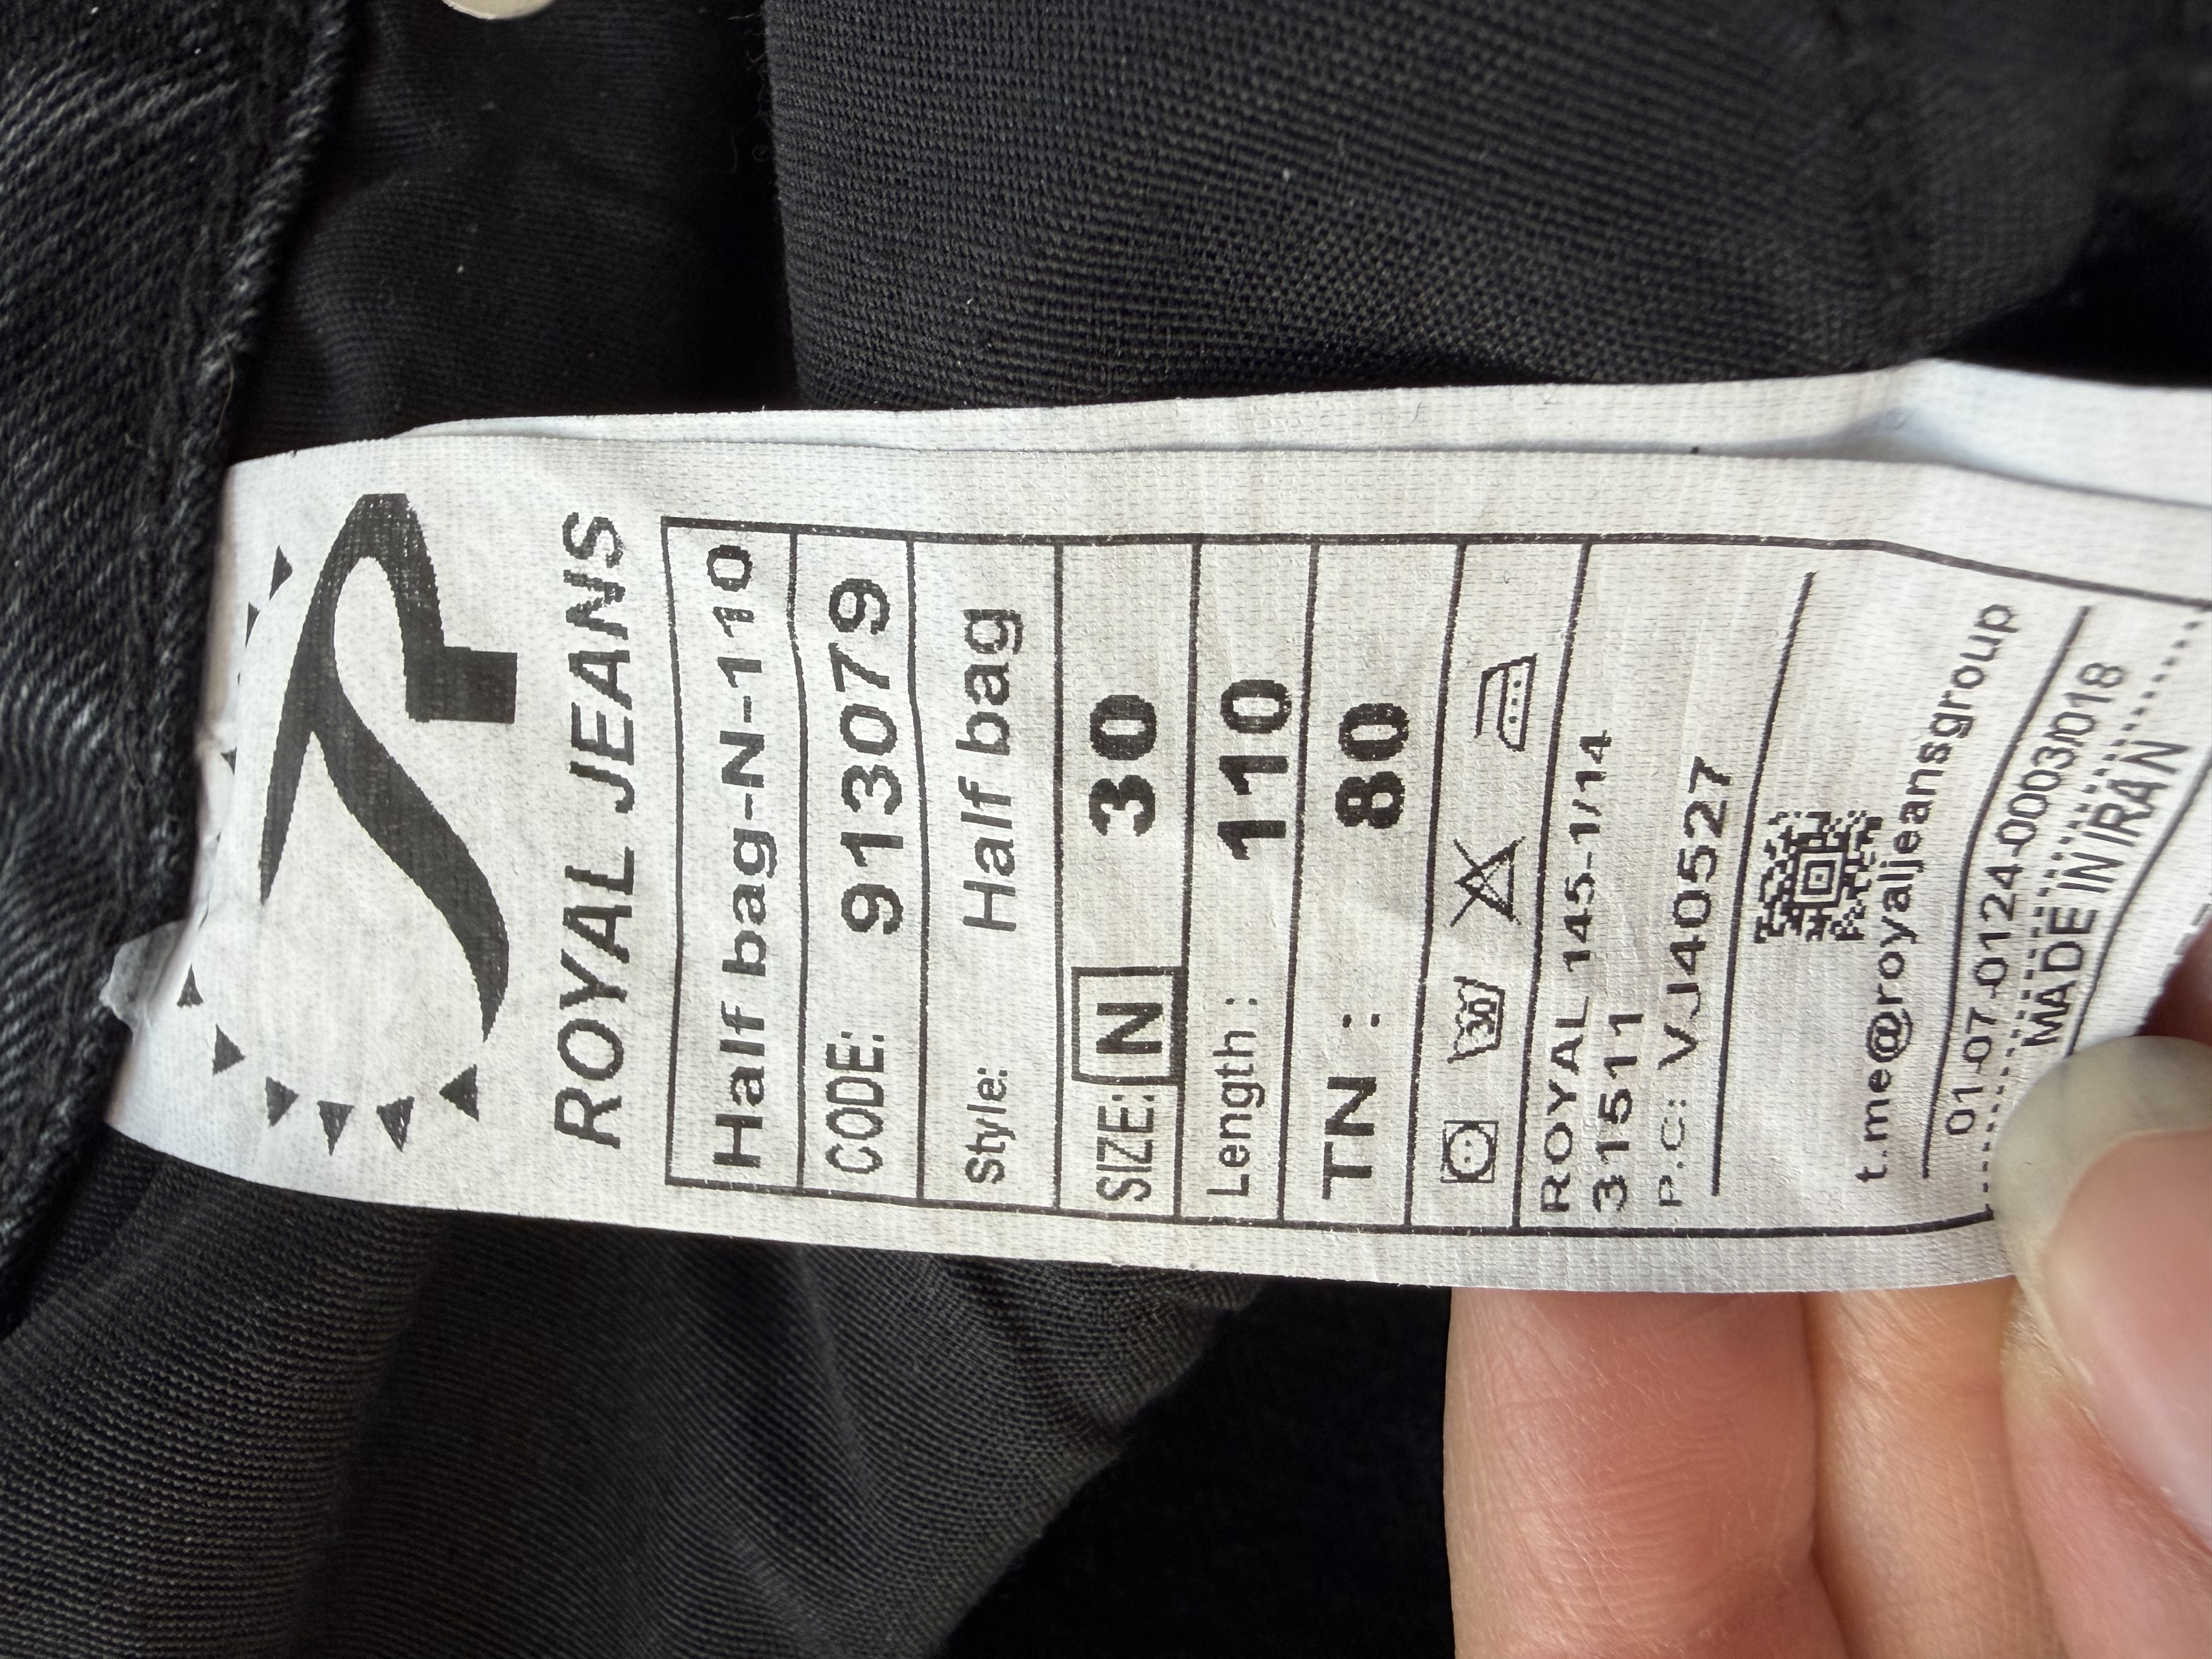 ROYAL JEANS
Half bag-N-110
CODE: 913079
Style: Half bag
SIZE: N 30
Length : 110
TN : 80
30
ROYAL 145-1/14
31511
P.C: VJ40527
t.me@royaljeansgroup
01-07-0124-0003/018
MADE IN IRAN